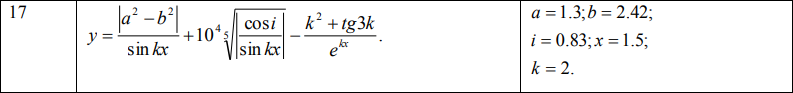 17
y = |a² − b²| / sin kx + 10⁴ ⁵√(|cos i / sin kx|) − (k² + tg3k) / e^(kx).
a = 1.3; b = 2.42;
i = 0.83; x = 1.5;
k = 2.